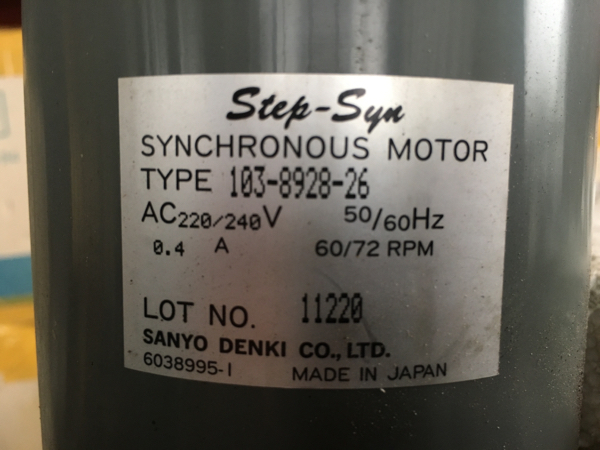 Step-Syn
SYNCHRONOUS MOTOR
TYPE 103-8928-26
AC220/240V 50/60Hz
0.4 A 60/72 RPM
LOT NO. 11220
SANYO DENKI CO., LTD.
6038995-1 MADE IN JAPAN